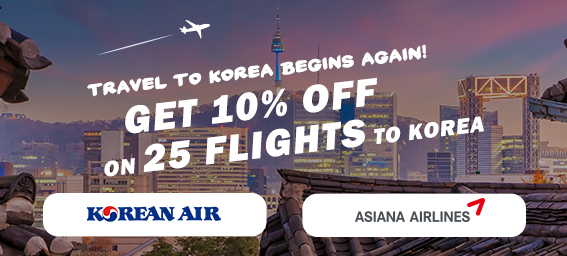 TRAVEL TO KOREA BEGINS AGAIN!
GET 10% OFF
ON 25 FLIGHTS TO KOREA
KOREAN AIR
ASIANA AIRLINES